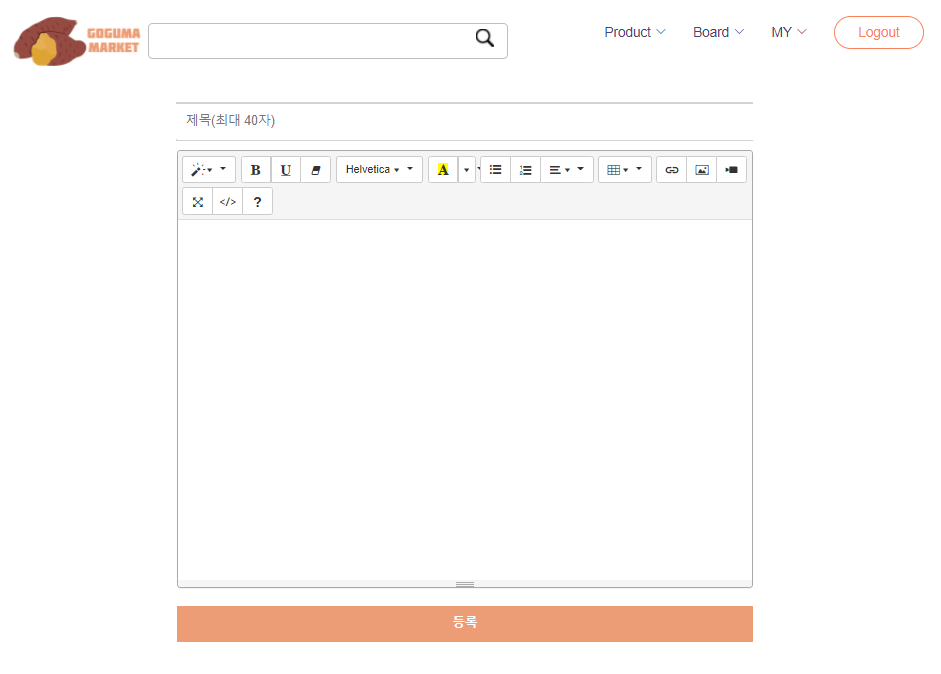 GOGUMA
MARKET
Product
Board
MY
Logout
제목(최대 40자)
B
U
Helvetica
A
</>
?
등록